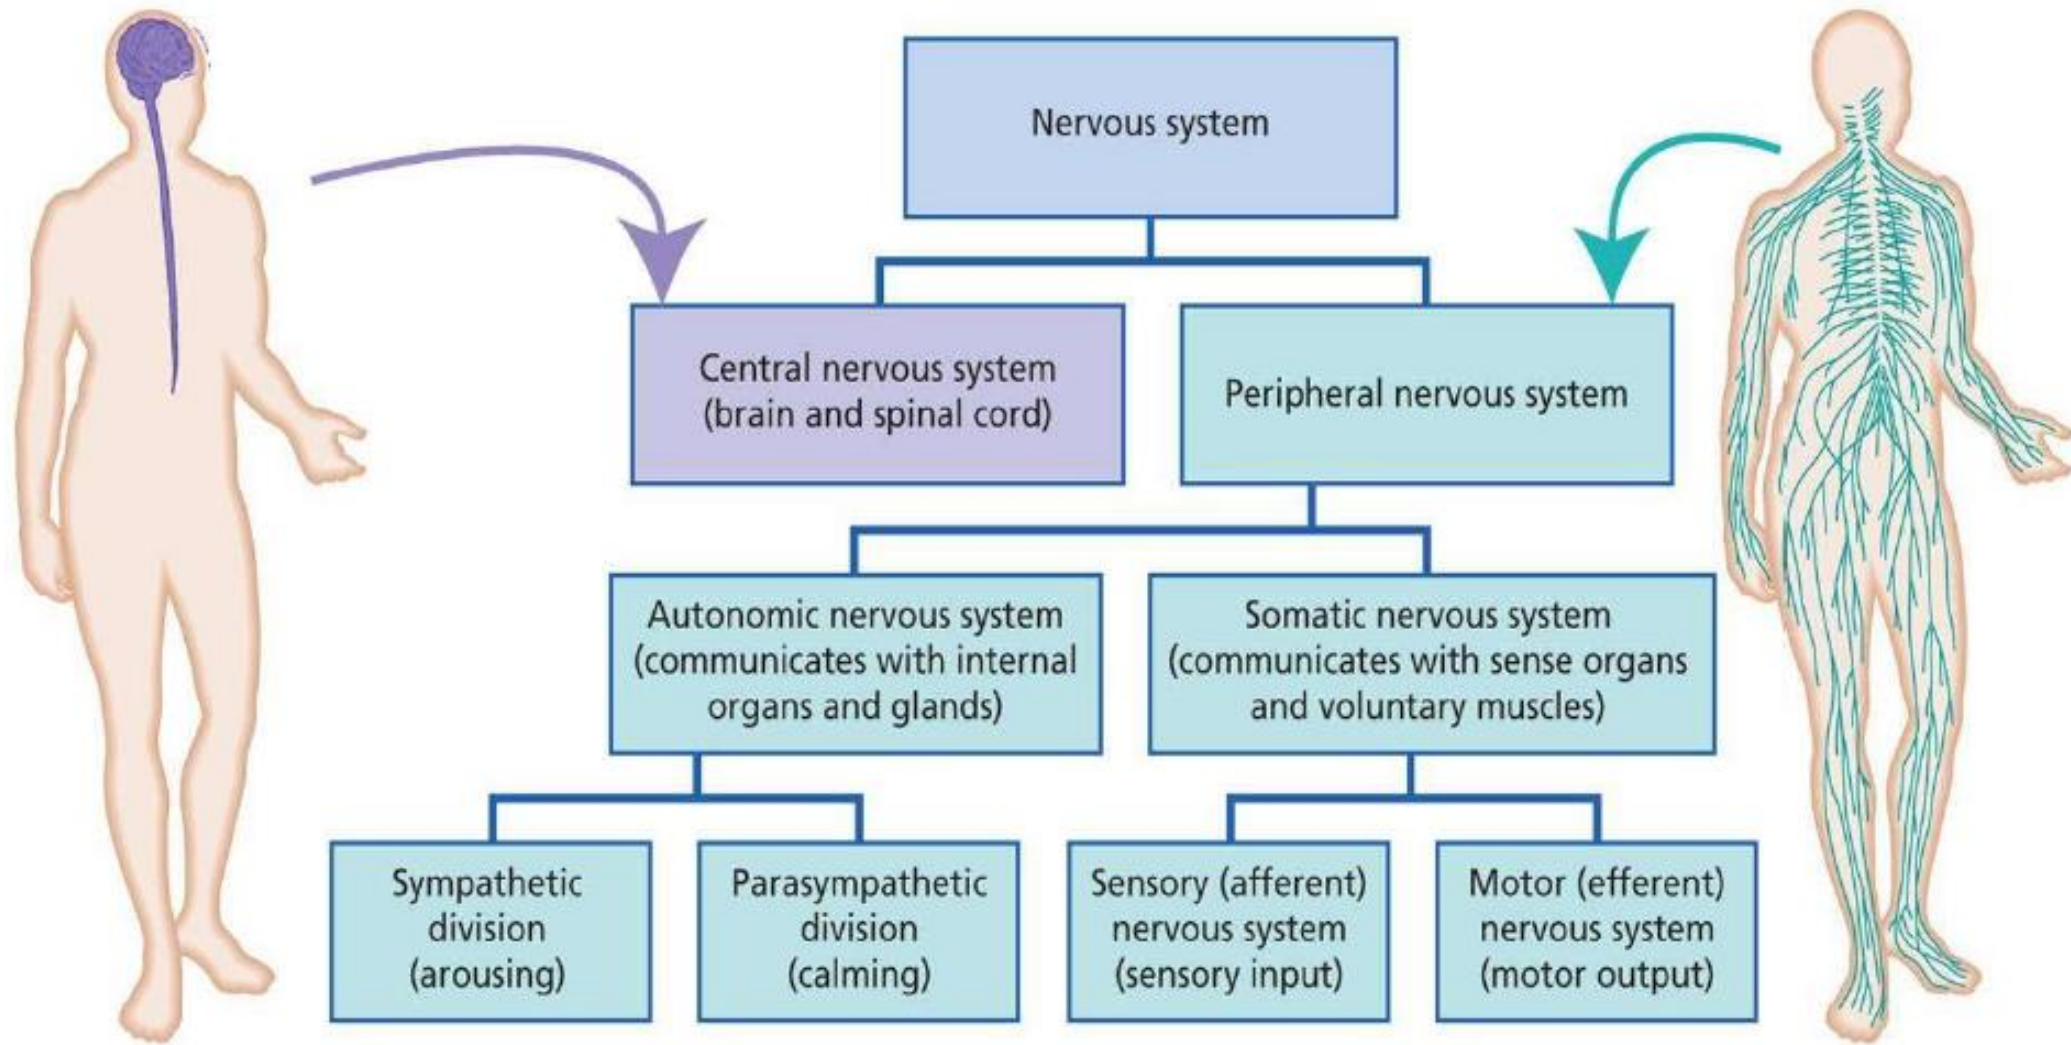 Nervous system
Central nervous system
(brain and spinal cord)
Peripheral nervous system
Autonomic nervous system
(communicates with internal
organs and glands)
Somatic nervous system
(communicates with sense organs
and voluntary muscles)
Sympathetic
division
(arousing)
Parasympathetic
division
(calming)
Sensory (afferent)
nervous system
(sensory input)
Motor (efferent)
nervous system
(motor output)